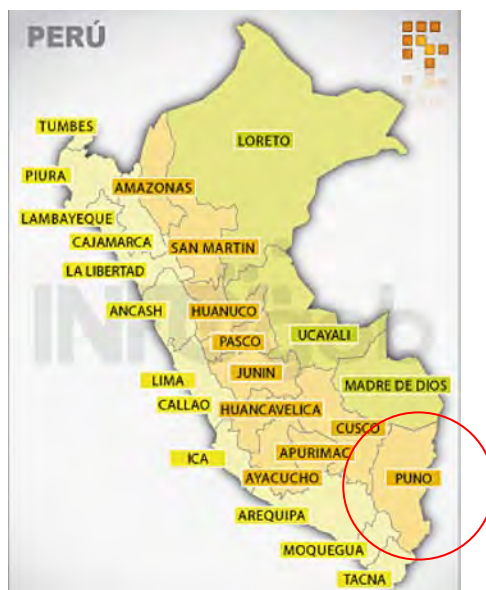 PERÚ
TUMBES
LORETO
PIURA
AMAZONAS
LAMBAYEQUE
CAJAMARCA
SAN MARTIN
LA LIBERTAD
ANCASH
HUANUCO
UCAYALI
PASCO
JUNIN
LIMA
MADRE DE DIOS
CALLAO
HUANCAVELICA
CUSCO
ICA
APURIMAC
AYACUCHO
PUNO
AREQUIPA
MOQUEGUA
TACNA